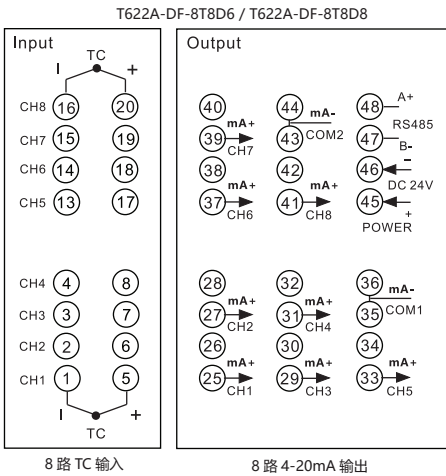 T622A-DF-8T8D6 / T622A-DF-8T8D8
Input
TC
I +
CH8 16 20
CH7 15 19
CH6 14 18
CH5 13 17
CH4 4 8
CH3 3 7
CH2 2 6
CH1 1 5
I +
TC
8 路 TC 输入
Output
40 44 48 A+
mA-
RS485
39 mA+ CH7 43 COM2 47 B-
38 42 46 −
DC 24V
37 mA+ CH6 41 mA+ CH8 45 +
POWER
28 32 36
mA-
27 mA+ CH2 31 mA+ CH4 35 COM1
26 30 34
25 mA+ CH1 29 mA+ CH3 33 mA+ CH5
8 路 4-20mA 输出